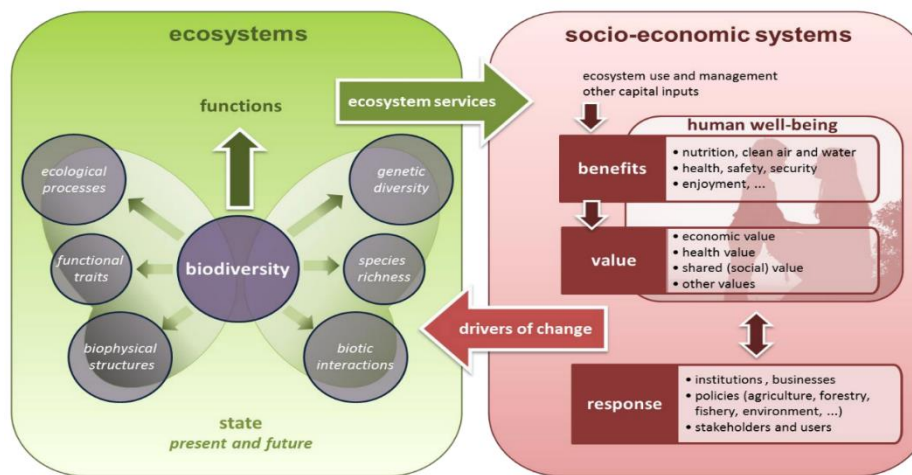 ecosystems
functions
ecological
processes
genetic
diversity
functional
traits
biodiversity
species
richness
biophysical
structures
biotic
interactions
state
present and future
ecosystem services
drivers of change
socio-economic systems
ecosystem use and management
other capital inputs
human well-being
benefits
• nutrition, clean air and water
• health, safety, security
• enjoyment, ...
value
• economic value
• health value
• shared (social) value
• other values
response
• institutions , businesses
• policies (agriculture, forestry,
fishery, environment, ...)
• stakeholders and users